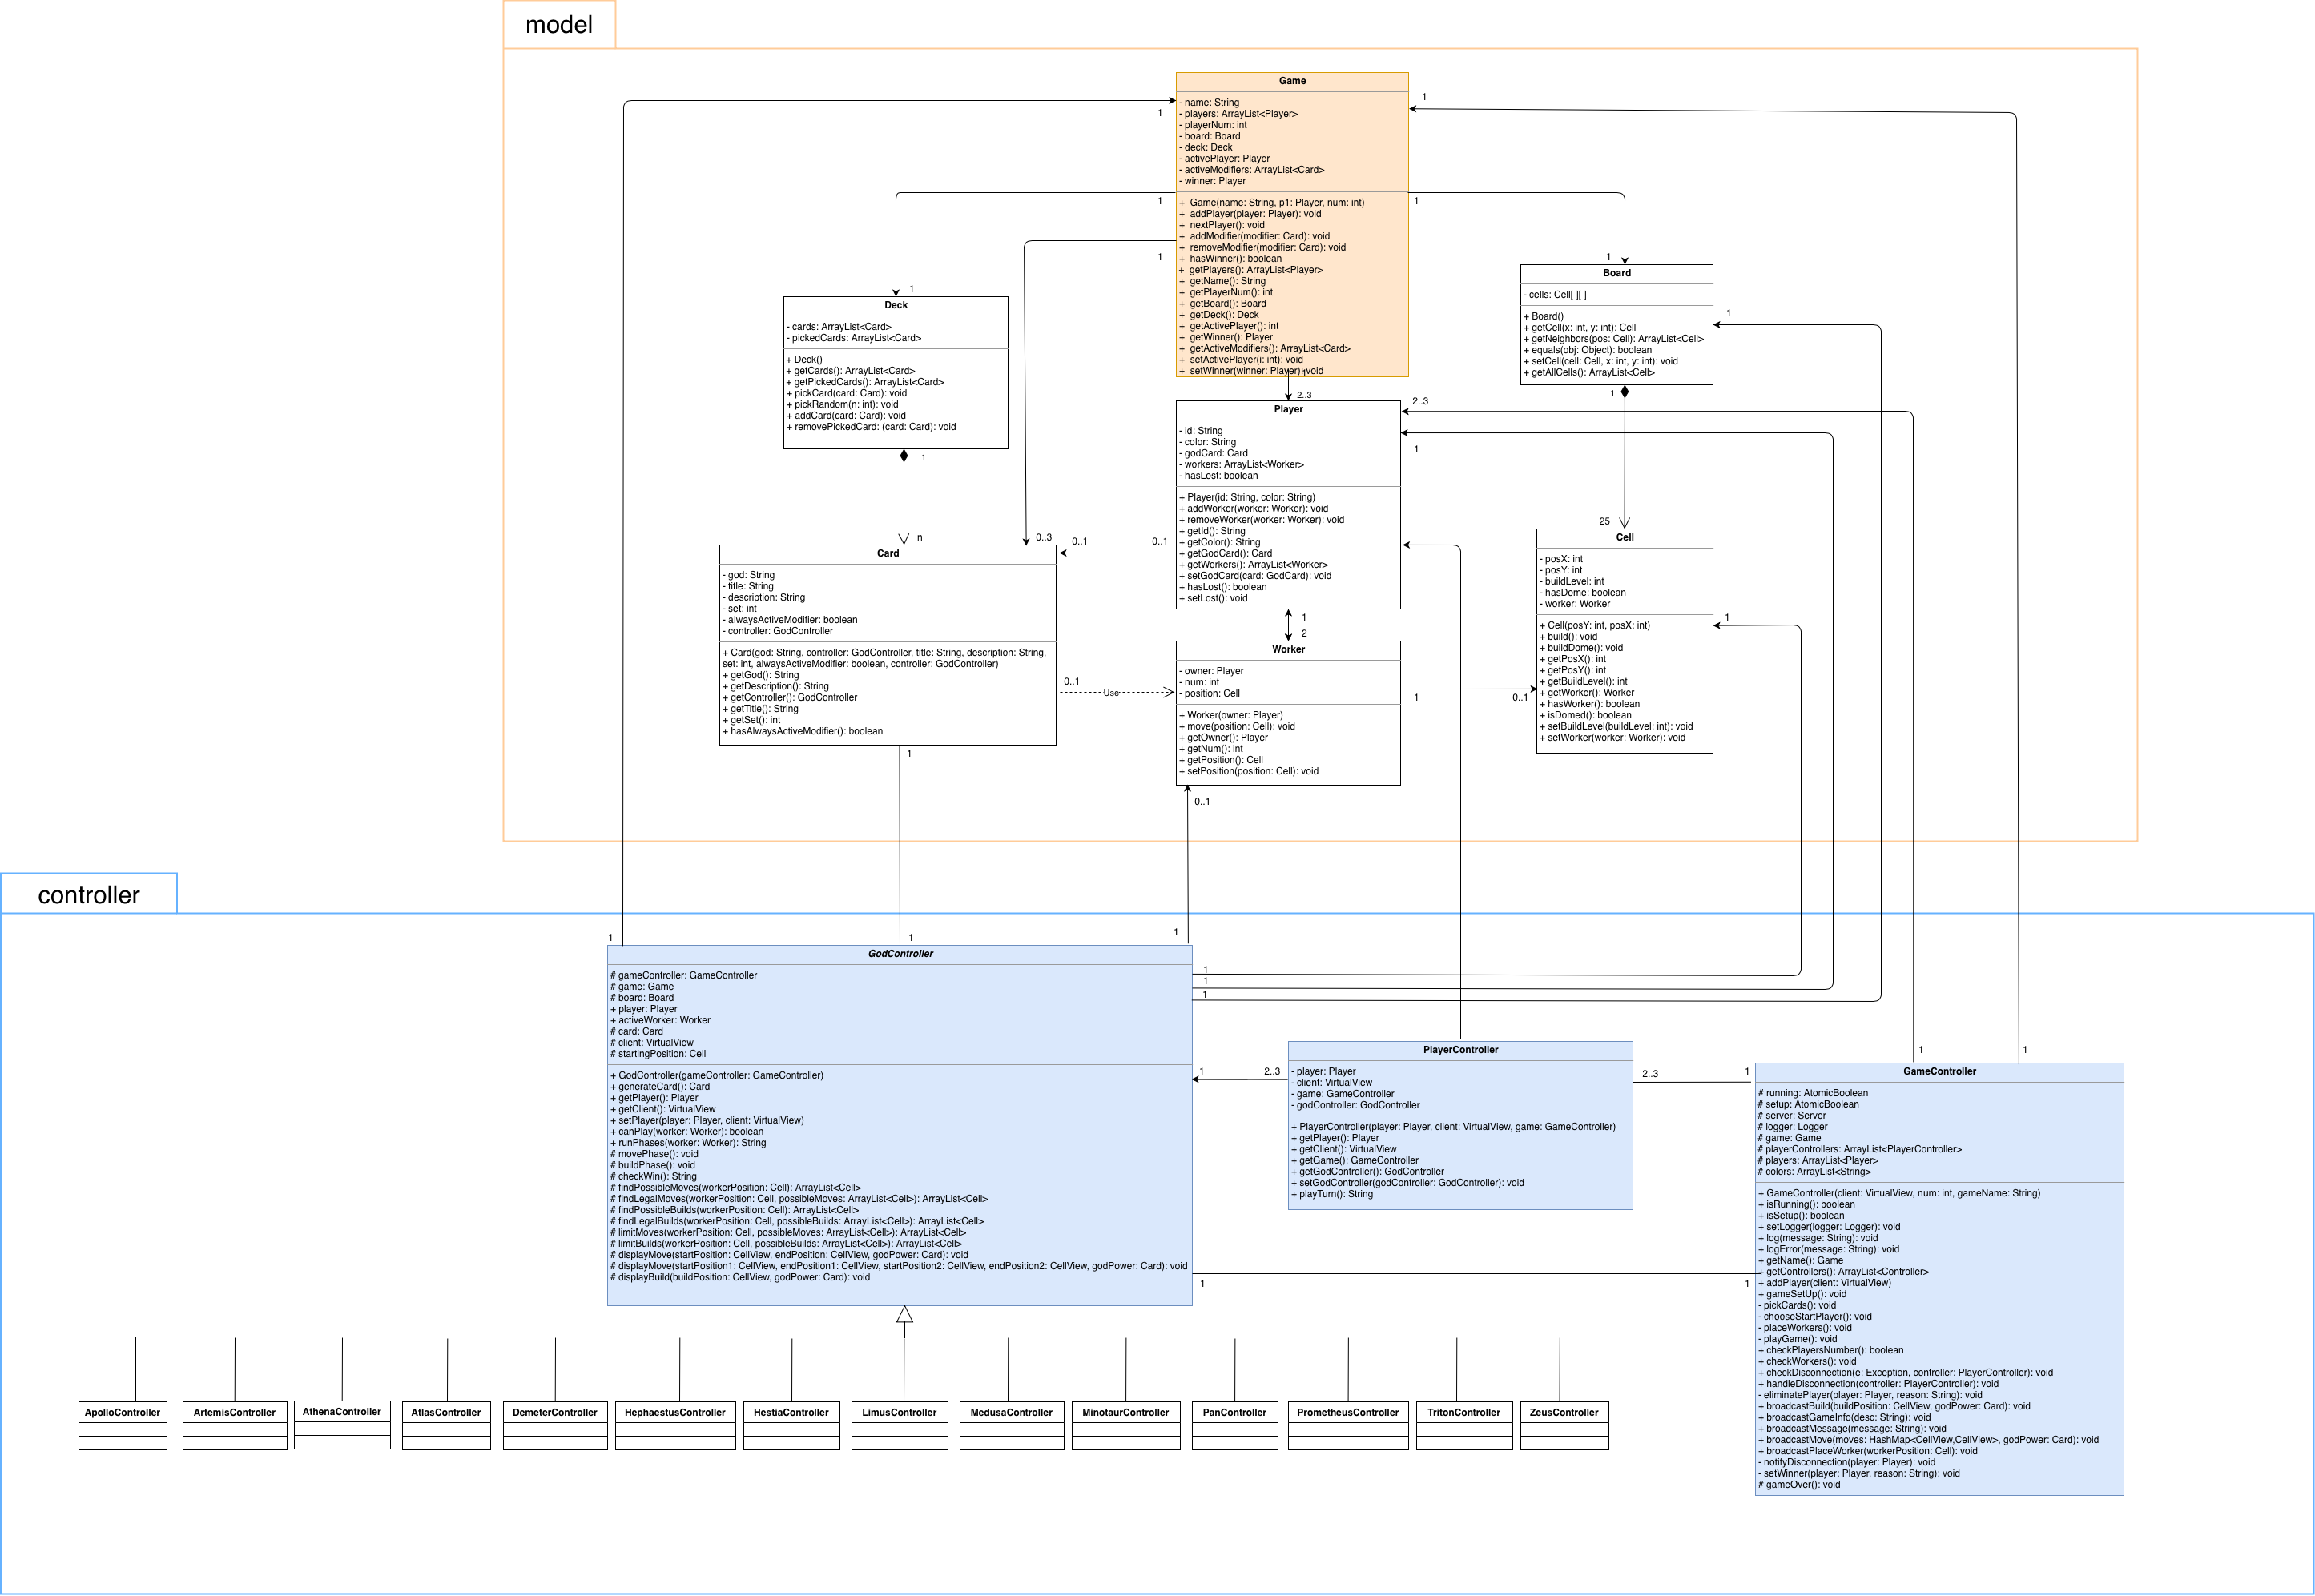 model
Game
- name: String
- players: ArrayList<Player>
- playerNum: int
- board: Board
- deck: Deck
- activePlayer: Player
- activeModifiers: ArrayList<Card>
- winner: Player
+ Game(name: String, p1: Player, num: int)
+ addPlayer(player: Player): void
+ nextPlayer(): void
+ addModifier(modifier: Card): void
+ removeModifier(modifier: Card): void
+ hasWinner(): boolean
+ getPlayers(): ArrayList<Player>
+ getName(): String
+ getPlayerNum(): int
+ getBoard(): Board
+ getDeck(): Deck
+ getActivePlayer(): int
+ getWinner(): Player
+ getActiveModifiers(): ArrayList<Card>
+ setActivePlayer(i: int): void
+ setWinner(winner: Player): void
1
1
1
1
1
1
1
1
2..3
Deck
- cards: ArrayList<Card>
- pickedCards: ArrayList<Card>
+ Deck()
+ getCards(): ArrayList<Card>
+ getPickedCards(): ArrayList<Card>
+ pickCard(card: Card): void
+ pickRandom(n: int): void
+ addCard(card: Card): void
+ removePickedCard: (card: Card): void
1
n
0..3
Board
- cells: Cell[ ][ ]
+ Board()
+ getCell(x: int, y: int): Cell
+ getNeighbors(pos: Cell): ArrayList<Cell>
+ equals(obj: Object): boolean
+ setCell(cell: Cell, x: int, y: int): void
+ getAllCells(): ArrayList<Cell>
1
1
25
Player
- id: String
- color: String
- godCard: Card
- workers: ArrayList<Worker>
- hasLost: boolean
+ Player(id: String, color: String)
+ addWorker(worker: Worker): void
+ removeWorker(worker: Worker): void
+ getId(): String
+ getColor(): String
+ getGodCard(): Card
+ getWorkers(): ArrayList<Worker>
+ setGodCard(card: GodCard): void
+ hasLost(): boolean
+ setLost(): void
2..3
1
0..1
0..1
1
2
Card
- god: String
- title: String
- description: String
- set: int
- alwaysActiveModifier: boolean
- controller: GodController
+ Card(god: String, controller: GodController, title: String, description: String,
set: int, alwaysActiveModifier: boolean, controller: GodController)
+ getGod(): String
+ getDescription(): String
+ getController(): GodController
+ getTitle(): String
+ getSet(): int
+ hasAlwaysActiveModifier(): boolean
0..1
Use
1
Worker
- owner: Player
- num: int
- position: Cell
+ Worker(owner: Player)
+ move(position: Cell): void
+ getOwner(): Player
+ getNum(): int
+ getPosition(): Cell
+ setPosition(position: Cell): void
1
0..1
0..1
Cell
- posX: int
- posY: int
- buildLevel: int
- hasDome: boolean
- worker: Worker
+ Cell(posY: int, posX: int)
+ build(): void
+ buildDome(): void
+ getPosX(): int
+ getPosY(): int
+ getBuildLevel(): int
+ getWorker(): Worker
+ hasWorker(): boolean
+ isDomed(): boolean
+ setBuildLevel(buildLevel: int): void
+ setWorker(worker: Worker): void
1
controller
1
1
1
GodController
# gameController: GameController
# game: Game
# board: Board
+ player: Player
+ activeWorker: Worker
# card: Card
# client: VirtualView
# startingPosition: Cell
+ GodController(gameController: GameController)
+ generateCard(): Card
+ getPlayer(): Player
+ getClient(): VirtualView
+ setPlayer(player: Player, client: VirtualView)
+ canPlay(worker: Worker): boolean
+ runPhases(worker: Worker): String
# movePhase(): void
# buildPhase(): void
# checkWin(): String
# findPossibleMoves(workerPosition: Cell): ArrayList<Cell>
# findLegalMoves(workerPosition: Cell, possibleMoves: ArrayList<Cell>): ArrayList<Cell>
# findPossibleBuilds(workerPosition: Cell): ArrayList<Cell>
# findLegalBuilds(workerPosition: Cell, possibleBuilds: ArrayList<Cell>): ArrayList<Cell>
# limitMoves(workerPosition: Cell, possibleMoves: ArrayList<Cell>): ArrayList<Cell>
# limitBuilds(workerPosition: Cell, possibleBuilds: ArrayList<Cell>): ArrayList<Cell>
# displayMove(startPosition: CellView, endPosition: CellView, godPower: Card): void
# displayMove(startPosition1: CellView, endPosition1: CellView, startPosition2: CellView, endPosition2: CellView, godPower: Card): void
# displayBuild(buildPosition: CellView, godPower: Card): void
1
1
1
1
2..3
1
1
PlayerController
- player: Player
- client: VirtualView
- game: GameController
- godController: GodController
+ PlayerController(player: Player, client: VirtualView, game: GameController)
+ getPlayer(): Player
+ getClient(): VirtualView
+ getGame(): GameController
+ getGodController(): GodController
+ setGodController(godController: GodController): void
+ playTurn(): String
2..3
1
1
1
GameController
# running: AtomicBoolean
# setup: AtomicBoolean
# server: Server
# logger: Logger
# game: Game
# playerControllers: ArrayList<PlayerController>
# players: ArrayList<Player>
# colors: ArrayList<String>
+ GameController(client: VirtualView, num: int, gameName: String)
+ isRunning(): boolean
+ isSetup(): boolean
+ setLogger(logger: Logger): void
+ log(message: String): void
+ logError(message: String): void
+ getName(): Game
+ getControllers(): ArrayList<Controller>
+ addPlayer(client: VirtualView)
+ gameSetUp(): void
- pickCards(): void
- chooseStartPlayer(): void
- placeWorkers(): void
- playGame(): void
+ checkPlayersNumber(): boolean
+ checkWorkers(): void
+ checkDisconnection(e: Exception, controller: PlayerController): void
+ handleDisconnection(controller: PlayerController): void
- eliminatePlayer(player: Player, reason: String): void
+ broadcastBuild(buildPosition: CellView, godPower: Card): void
+ broadcastGameInfo(desc: String): void
+ broadcastMessage(message: String): void
+ broadcastMove(moves: HashMap<CellView,CellView>, godPower: Card): void
+ broadcastPlaceWorker(workerPosition: Cell): void
- notifyDisconnection(player: Player): void
- setWinner(player: Player, reason: String): void
# gameOver(): void
ApolloController
ArtemisController
AthenaController
AtlasController
DemeterController
HephaestusController
HestiaController
LimusController
MedusaController
MinotaurController
PanController
PrometheusController
TritonController
ZeusController